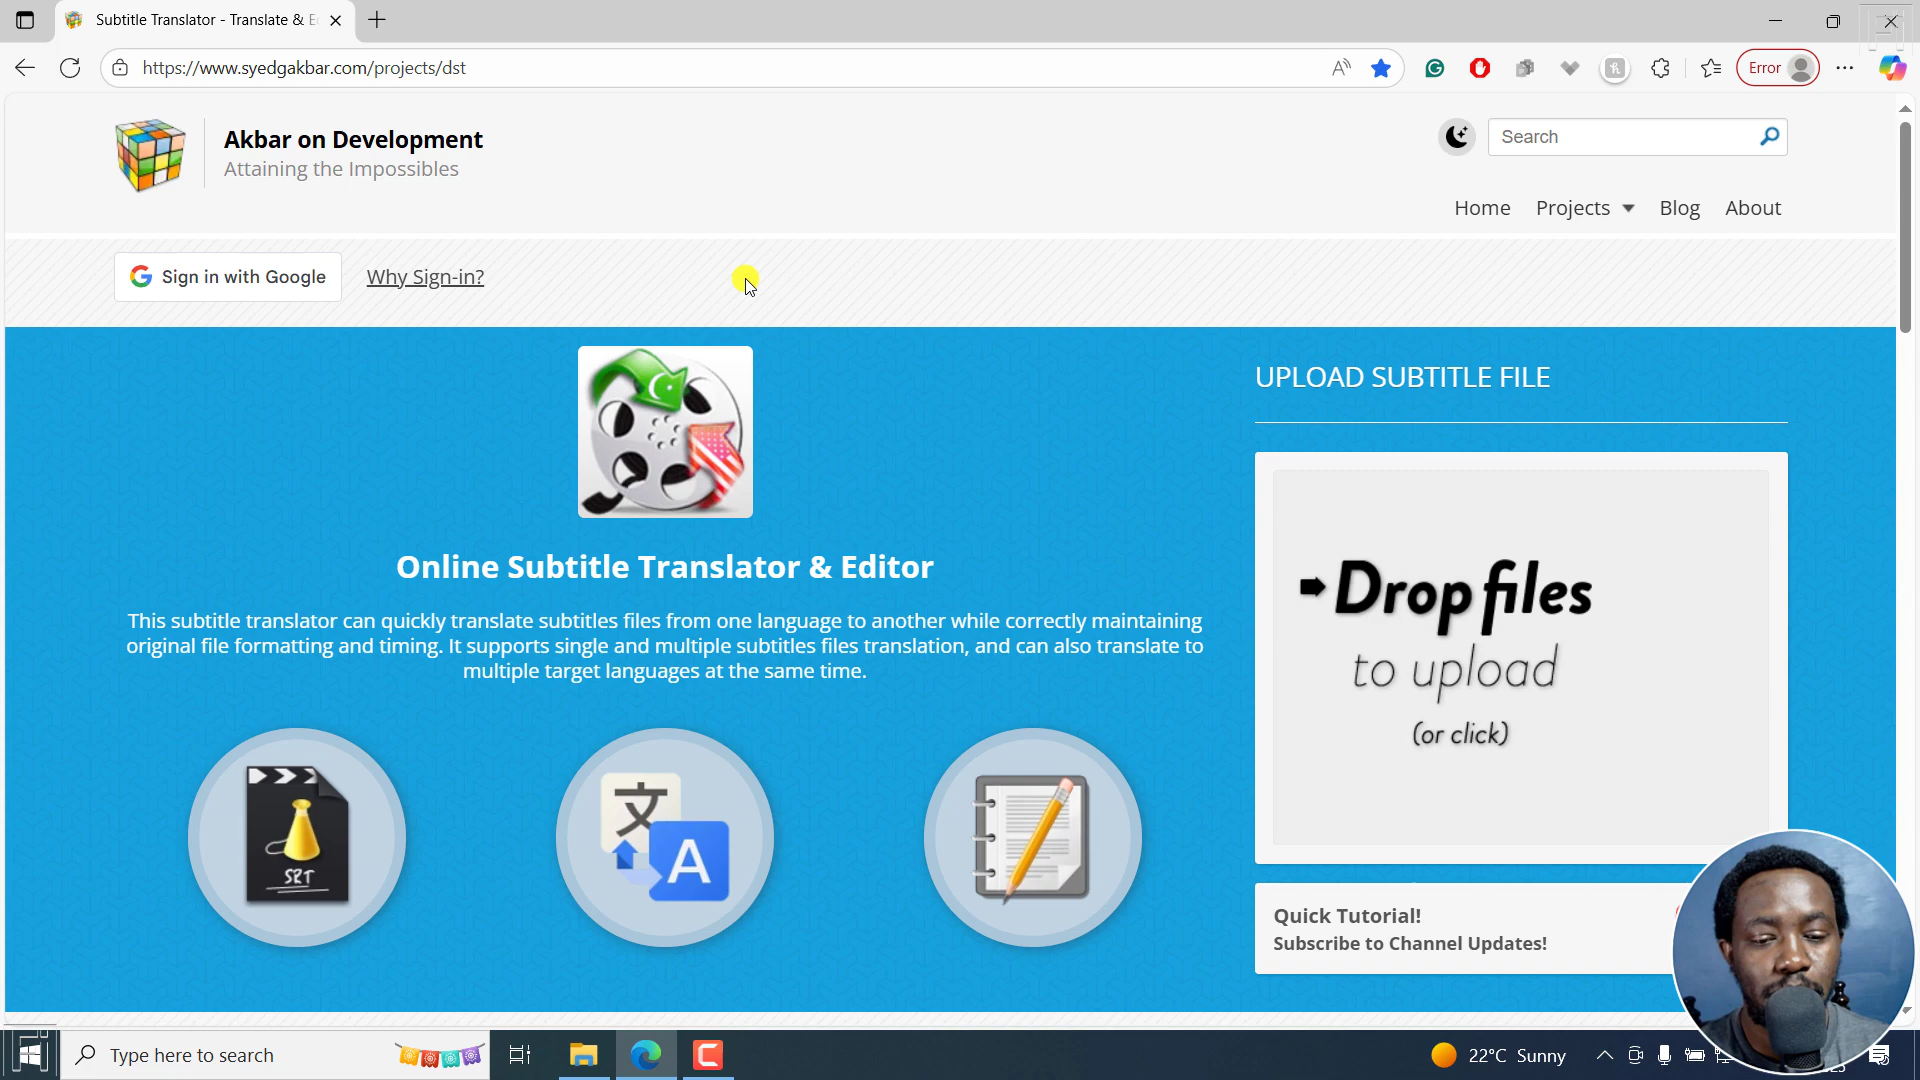 Subtitle Translator - Translate & E
https://www.syedgakbar.com/projects/dst
Error
Akbar on Development
Attaining the Impossibles
Search
Home Projects Blog About
Sign in with Google Why Sign-in?
UPLOAD SUBTITLE FILE
Drop files
to upload
(or click)
Online Subtitle Translator & Editor
This subtitle translator can quickly translate subtitles files from one language to another while correctly maintaining
original file formatting and timing. It supports single and multiple subtitles files translation, and can also translate to
multiple target languages at the same time.
SRT
文
A
Quick Tutorial!
Subscribe to Channel Updates!
Type here to search
22°C Sunny